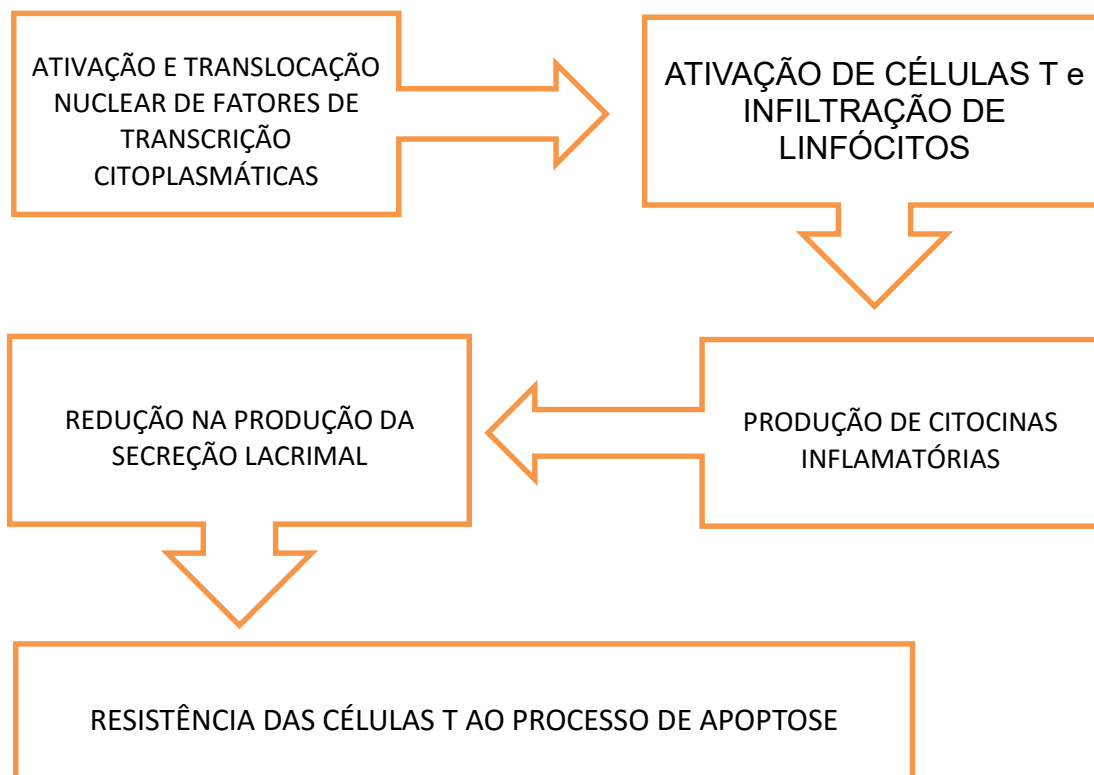 ATIVAÇÃO E TRANSLOCAÇÃO
NUCLEAR DE FATORES DE
TRANSCRIÇÃO
CITOPLASMÁTICAS
ATIVAÇÃO DE CÉLULAS T e
INFILTRAÇÃO DE
LINFÓCITOS
PRODUÇÃO DE CITOCINAS
INFLAMATÓRIAS
REDUÇÃO NA PRODUÇÃO DA
SECREÇÃO LACRIMAL
RESISTÊNCIA DAS CÉLULAS T AO PROCESSO DE APOPTOSE